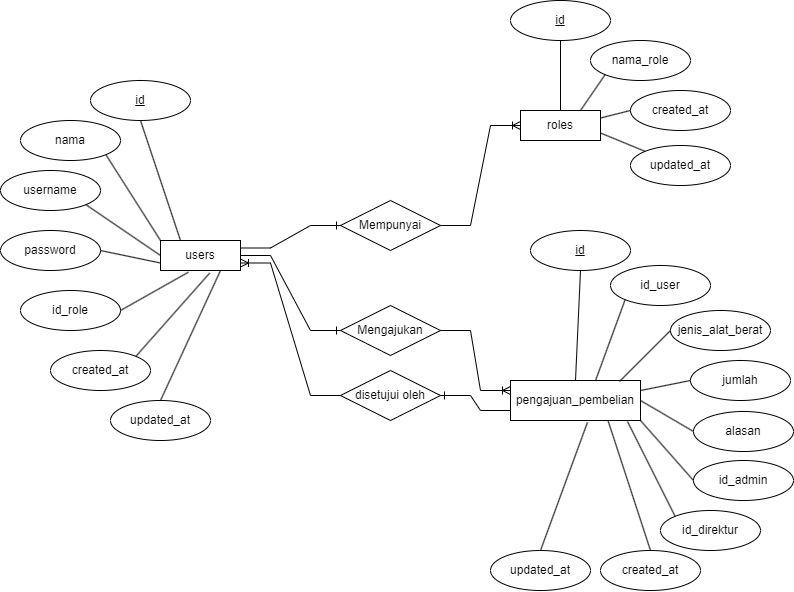 id
nama_role
created_at
updated_at
roles
id
nama
username
password
id_role
created_at
updated_at
users
Mempunyai
Mengajukan
disetujui oleh
id
id_user
jenis_alat_berat
jumlah
alasan
id_admin
id_direktur
created_at
updated_at
pengajuan_pembelian